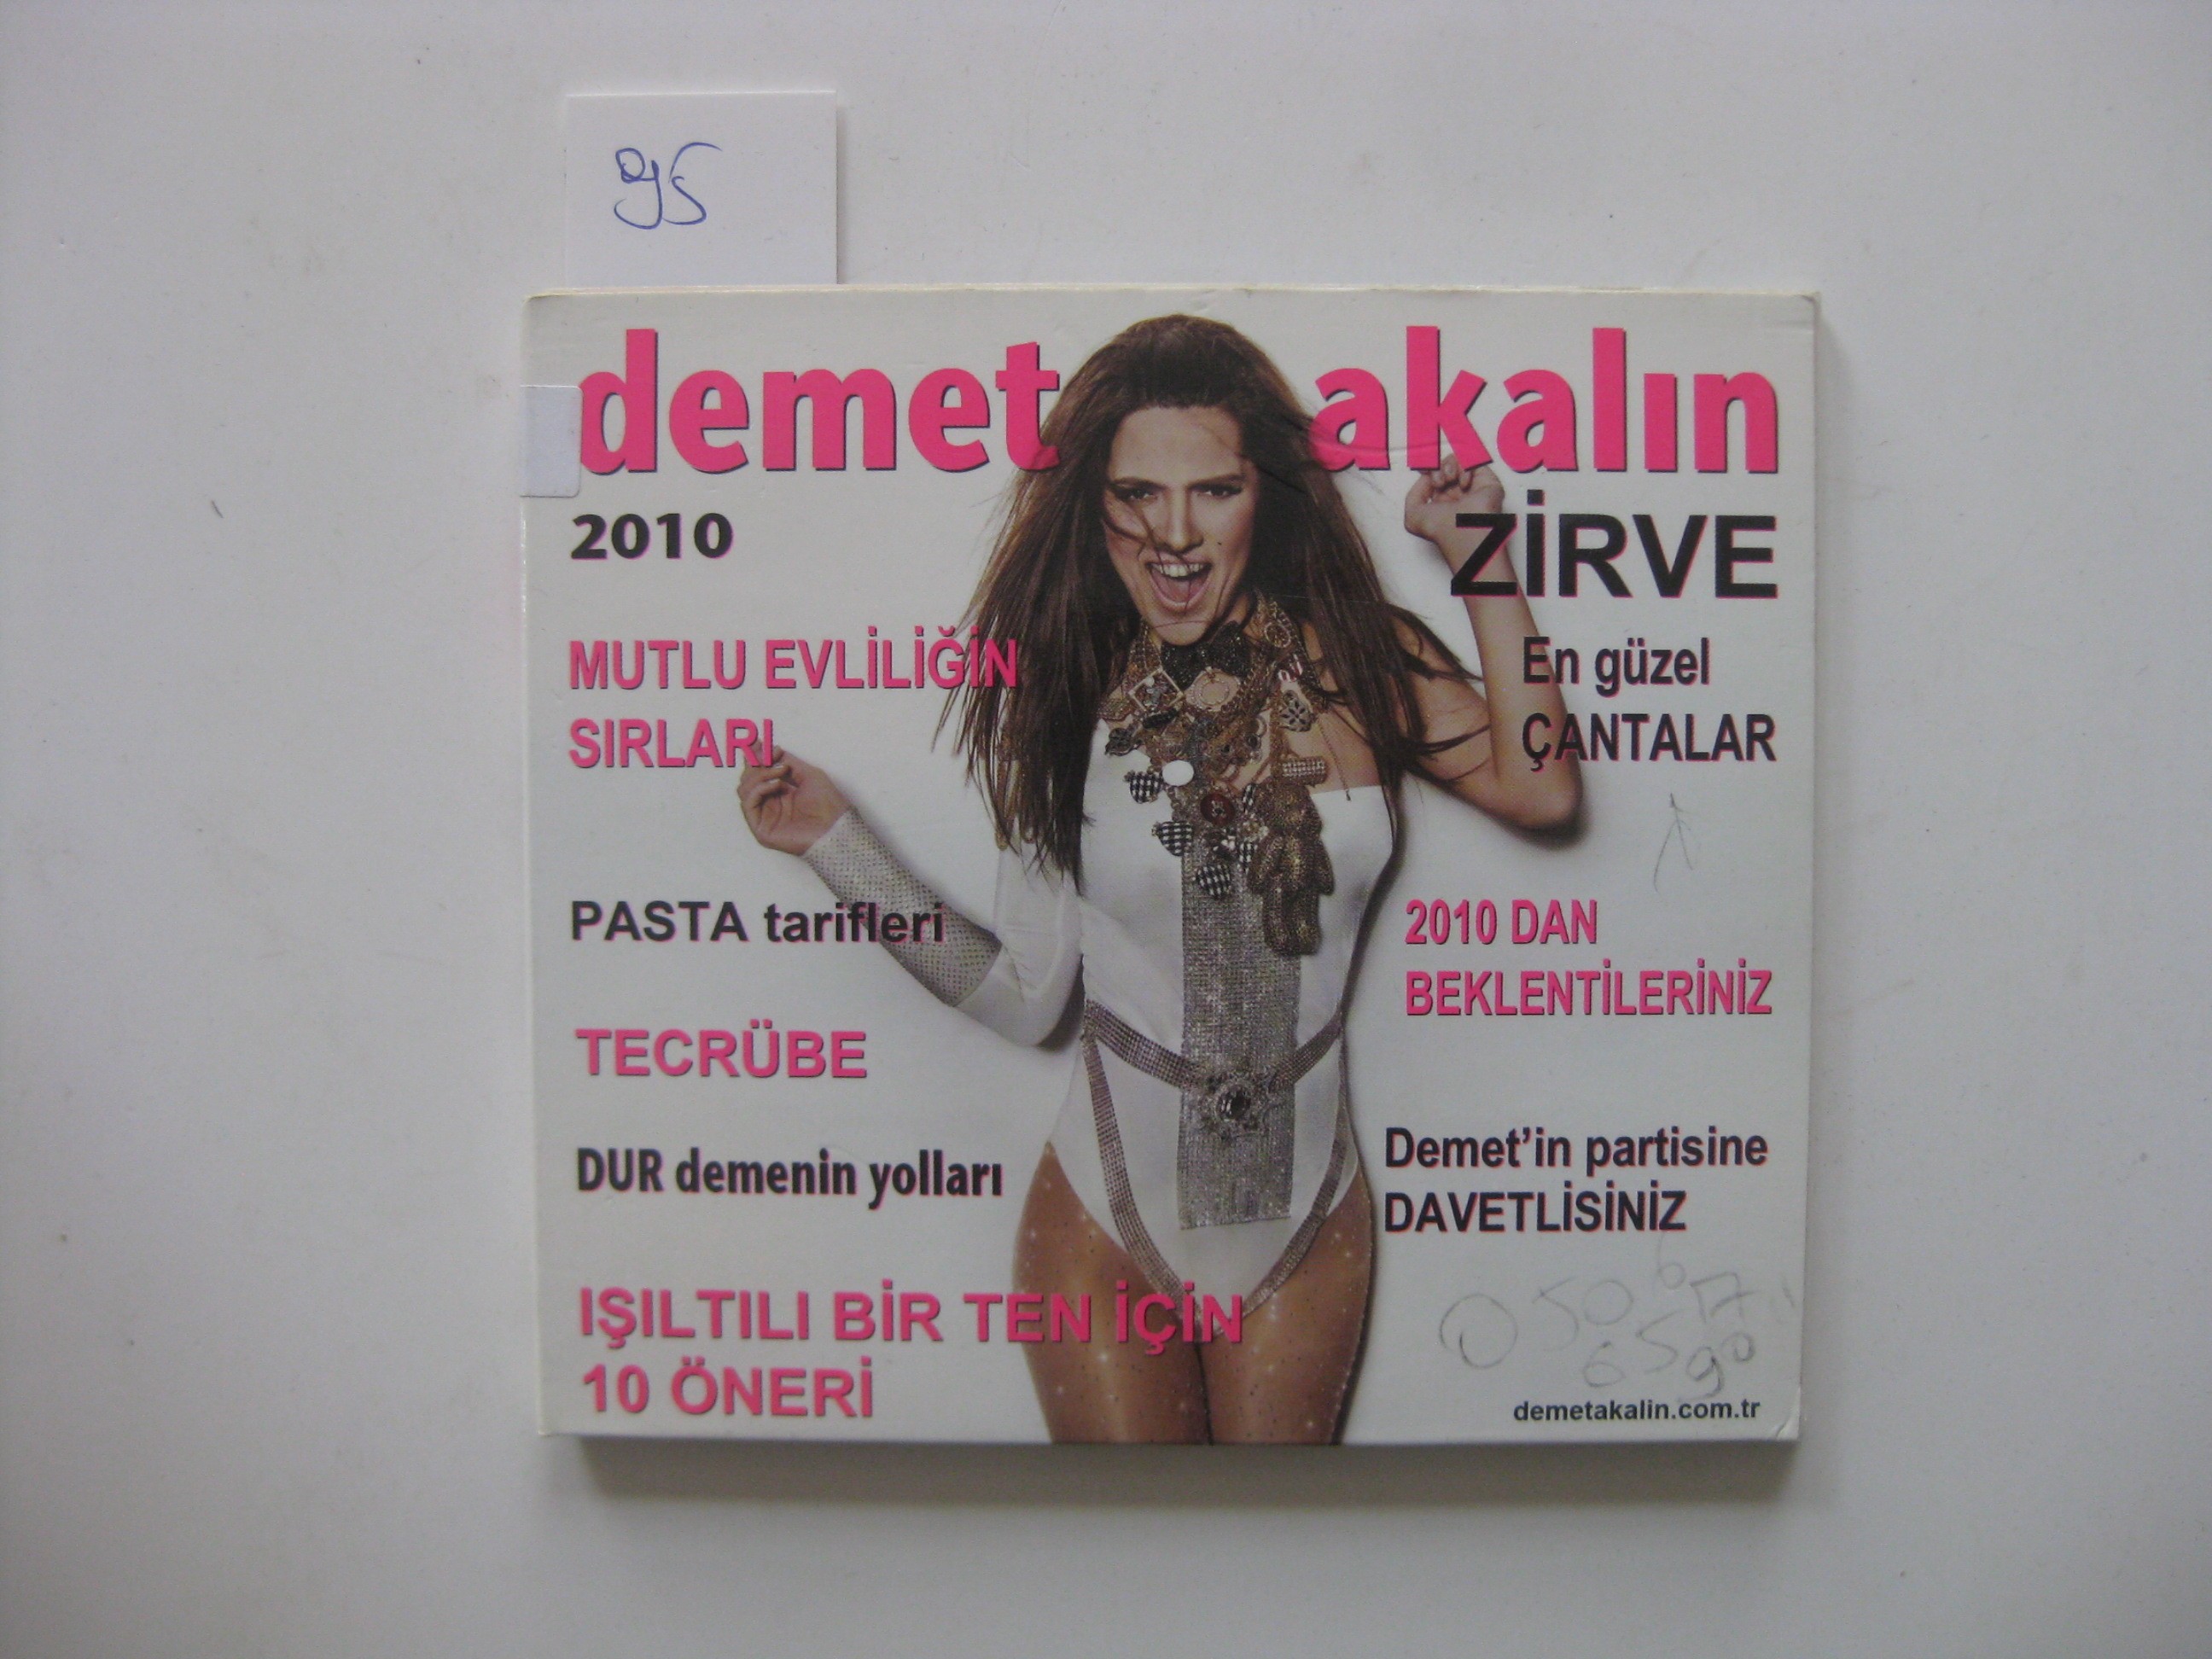 95
demet akalın
2010
ZİRVE
MUTLU EVLİLİĞİN
SIRLARI
En güzel
ÇANTALAR
PASTA tarifleri
2010 DAN
BEKLENTİLERİNİZ
TECRÜBE
DUR demenin yolları
Demet'in partisine
DAVETLİSİNİZ
IŞILTILI BİR TEN İÇİN
10 ÖNERİ
demetakalin.com.tr